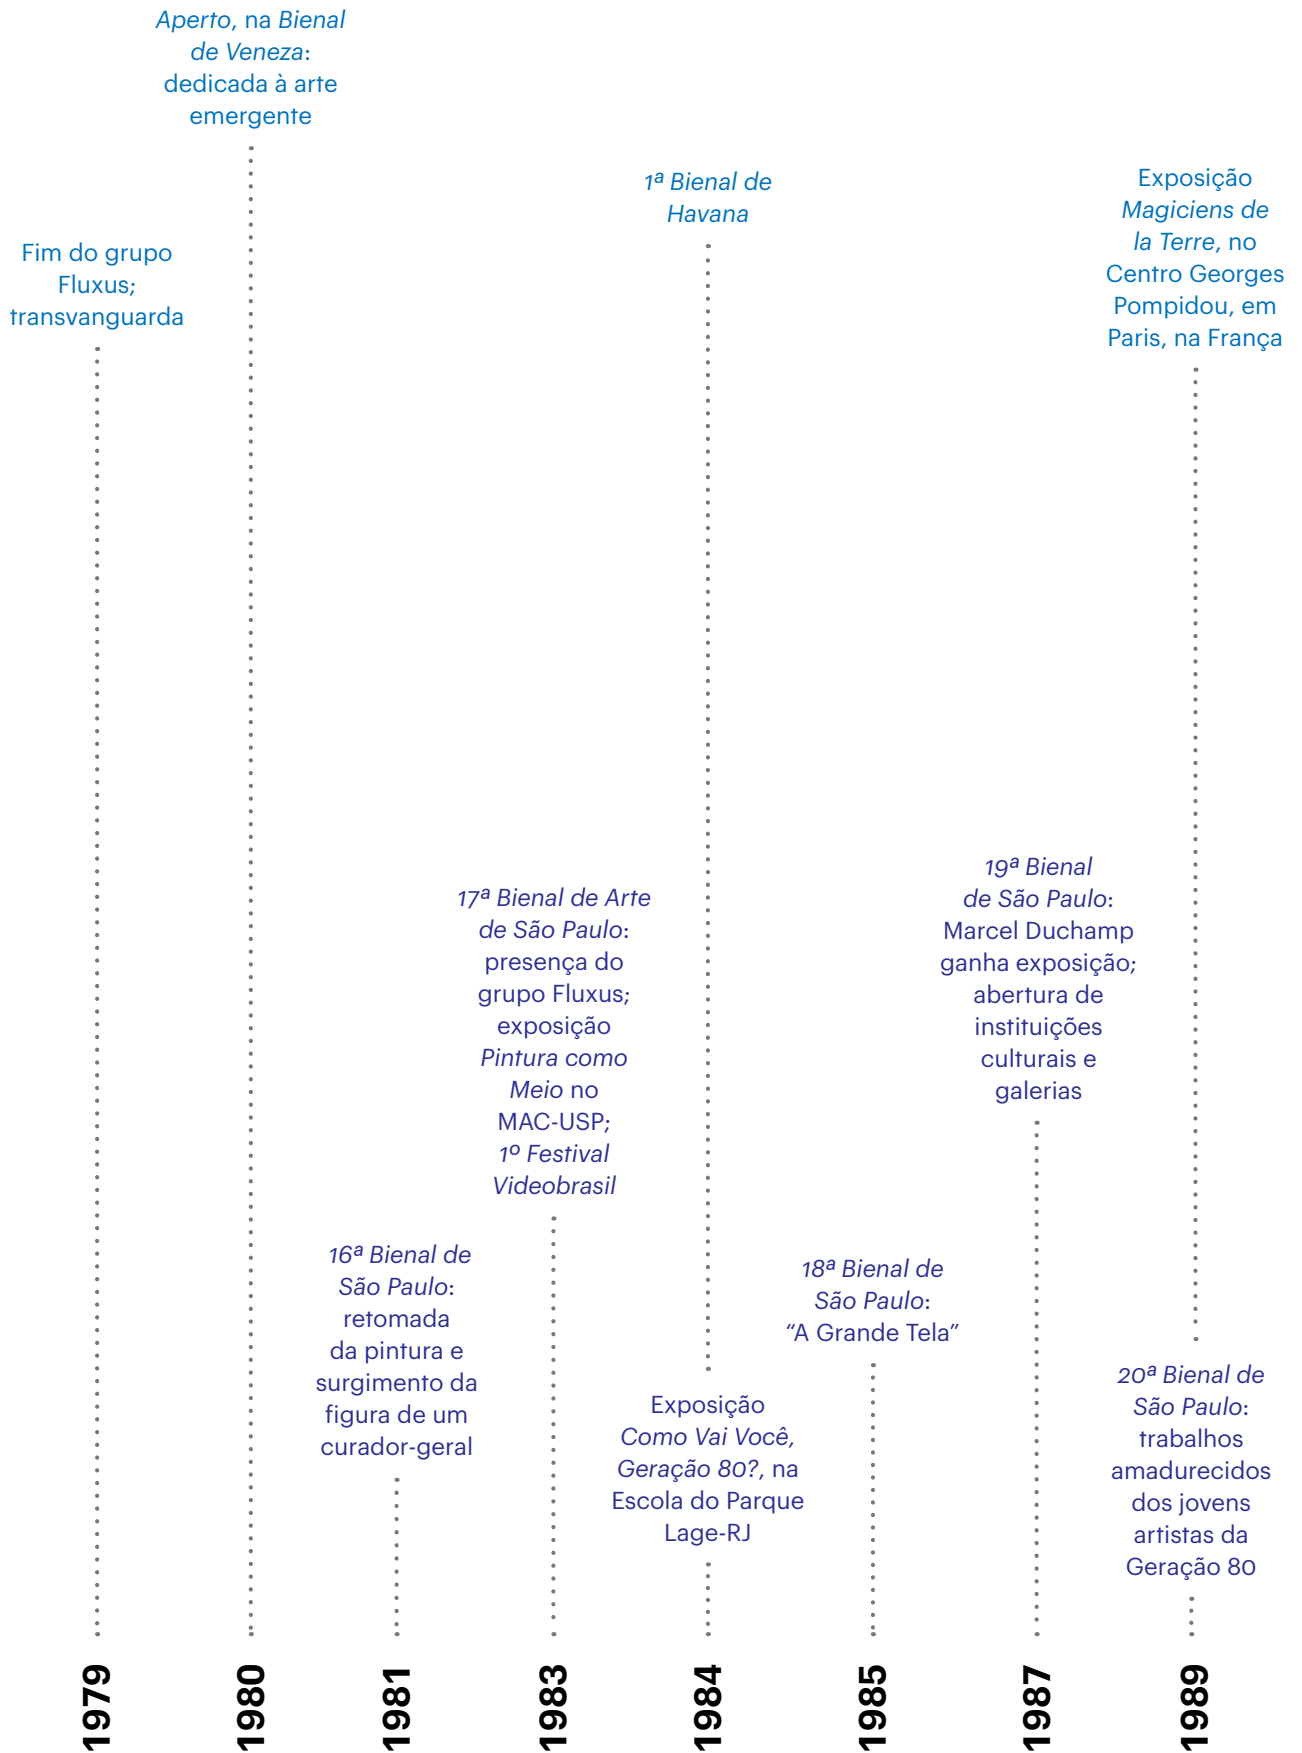 Aperto, na Bienal
de Veneza:
dedicada à arte
emergente
Fim do grupo
Fluxus;
transvanguarda
1ª Bienal de
Havana
Exposição
Magiciens de
la Terre, no
Centro Georges
Pompidou, em
Paris, na França
16ª Bienal de
São Paulo:
retomada
da pintura e
surgimento da
figura de um
curador-geral
17ª Bienal de Arte
de São Paulo:
presença do
grupo Fluxus;
exposição
Pintura como
Meio no
MAC-USP;
1º Festival
Videobrasil
Exposição
Como Vai Você,
Geração 80?, na
Escola do Parque
Lage-RJ
18ª Bienal de
São Paulo:
“A Grande Tela”
19ª Bienal
de São Paulo:
Marcel Duchamp
ganha exposição;
abertura de
instituições
culturais e
galerias
20ª Bienal de
São Paulo:
trabalhos
amadurecidos
dos jovens
artistas da
Geração 80
1979
1980
1981
1983
1984
1985
1987
1989